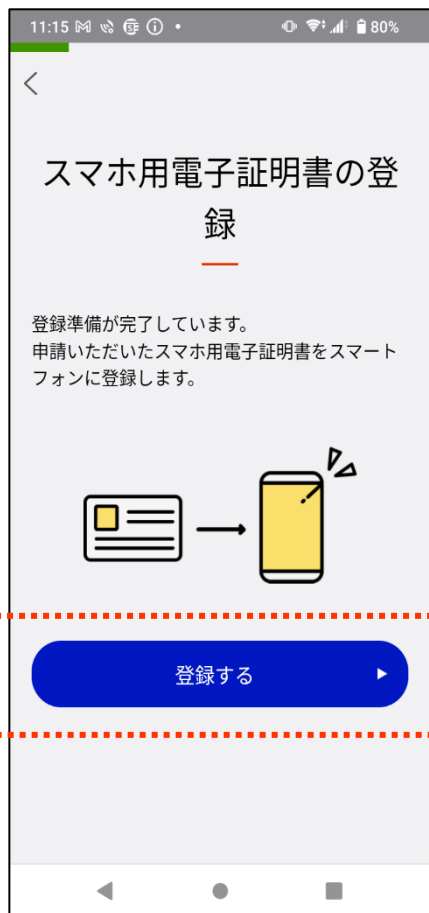 11:15 80%
スマホ用電子証明書の登
録
登録準備が完了しています。
申請いただいたスマホ用電子証明書をスマート
フォンに登録します。
登録する